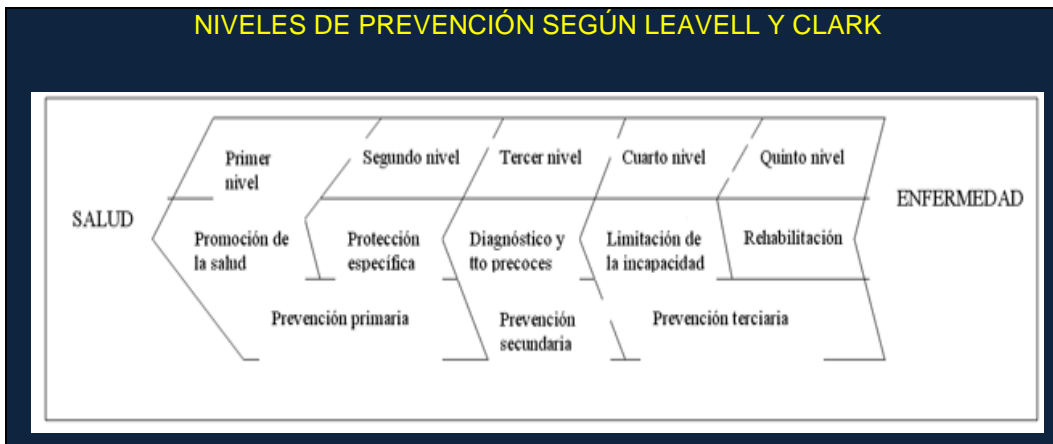 NIVELES DE PREVENCIÓN SEGÚN LEAVELL Y CLARK
Primer
nivel
Segundo nivel
Tercer nivel
Cuarto nivel
Quinto nivel
SALUD
ENFERMEDAD
Promoción de
la salud
Protección
específica
Diagnóstico y
tto precoces
Limitación de
la incapacidad
Rehabilitación
Prevención primaria
Prevención
secundaria
Prevención terciaria